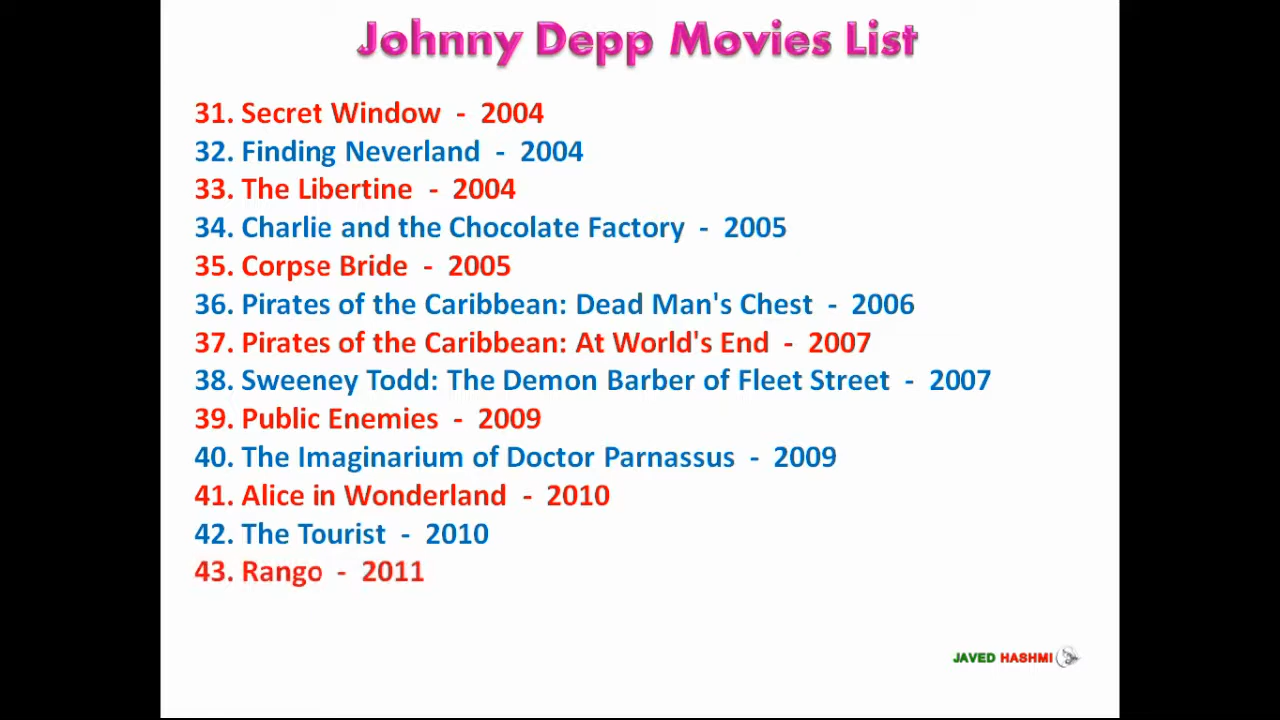 Johnny Depp Movies List
31. Secret Window - 2004
32. Finding Neverland - 2004
33. The Libertine - 2004
34. Charlie and the Chocolate Factory - 2005
35. Corpse Bride - 2005
36. Pirates of the Caribbean: Dead Man's Chest - 2006
37. Pirates of the Caribbean: At World's End - 2007
38. Sweeney Todd: The Demon Barber of Fleet Street - 2007
39. Public Enemies - 2009
40. The Imaginarium of Doctor Parnassus - 2009
41. Alice in Wonderland - 2010
42. The Tourist - 2010
43. Rango - 2011
JAVED HASHMI